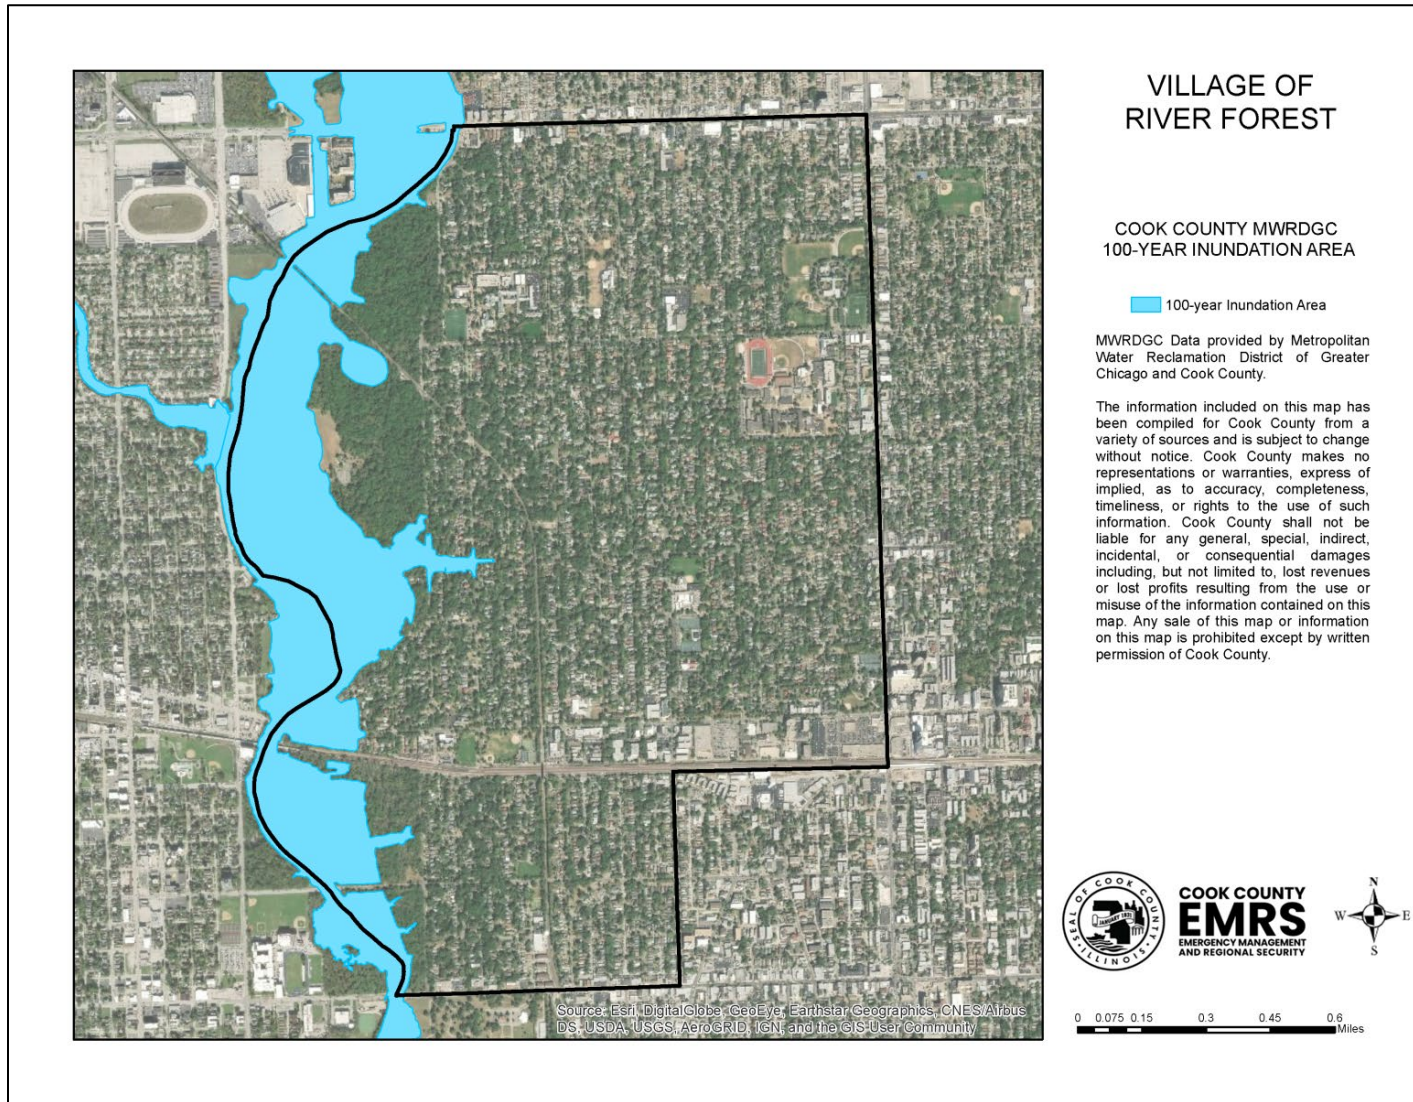 VILLAGE OF
RIVER FOREST
COOK COUNTY MWRDGC
100-YEAR INUNDATION AREA
100-year Inundation Area
MWRDGC Data provided by Metropolitan
Water Reclamation District of Greater
Chicago and Cook County.
The information included on this map has
been compiled for Cook County from a
variety of sources and is subject to change
without notice. Cook County makes no
representations or warranties, express of
implied, as to accuracy, completeness,
timeliness, or rights to the use of such
information. Cook County shall not be
liable for any general, special, indirect,
incidental, or consequential damages
including, but not limited to, lost revenues
or lost profits resulting from the use or
misuse of the information contained on this
map. Any sale of this map or information
on this map is prohibited except by written
permission of Cook County.
SEAL OF COOK COUNTY
JANUARY 1831
ILLINOIS
COOK COUNTY
EMRS
EMERGENCY MANAGEMENT
AND REGIONAL SECURITY
N
W E
S
0 0.075 0.15 0.3 0.45 0.6
Miles
Source: Esri, DigitalGlobe, GeoEye, Earthstar Geographics, CNES/Airbus
DS, USDA, USGS, AeroGRID, IGN, and the GIS User Community